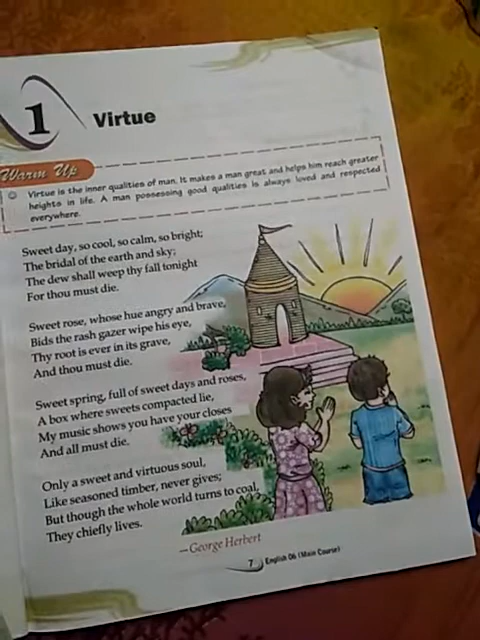 1
Virtue
Warm Up
Virtue is the inner qualities of man. It makes a man great and helps him reach greater
heights in life. A man possessing good qualities is always loved and respected
everywhere.
Sweet day, so cool, so calm, so bright;
The bridal of the earth and sky;
The dew shall weep thy fall tonight
For thou must die.
Sweet rose, whose hue angry and brave,
Bids the rash gazer wipe his eye,
Thy root is ever in its grave,
And thou must die.
Sweet spring, full of sweet days and roses,
A box where sweets compacted lie,
My music shows you have your closes
And all must die.
Only a sweet and virtuous soul,
Like seasoned timber, never gives;
But though the whole world turns to coal,
They chiefly lives.
—George Herbert
7 English 06 (Main Course)